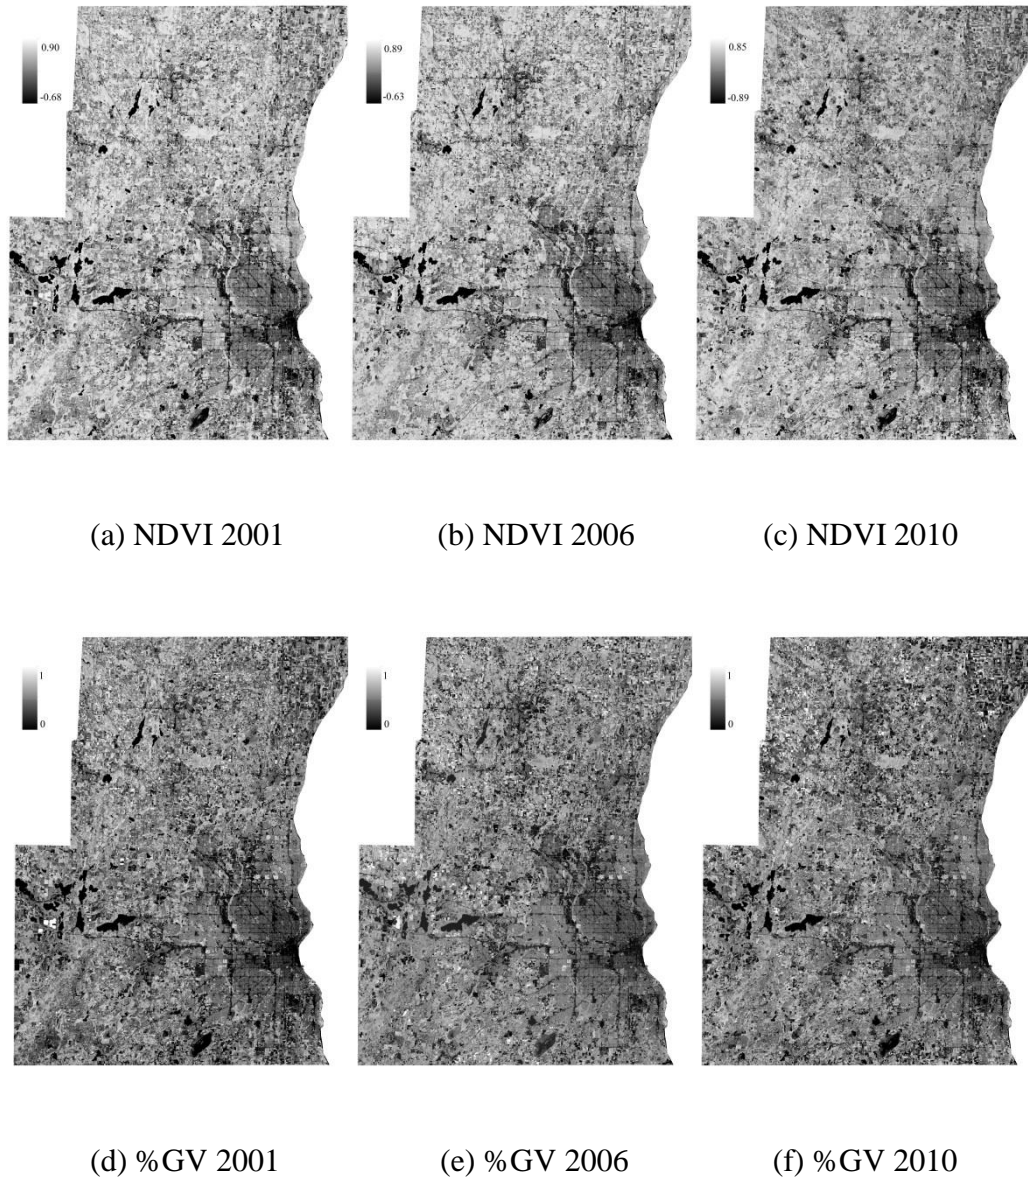 0.90
-0.68
0.89
-0.63
0.85
-0.89
(a) NDVI 2001
(b) NDVI 2006
(c) NDVI 2010
1
0
1
0
1
0
(d) %GV 2001
(e) %GV 2006
(f) %GV 2010